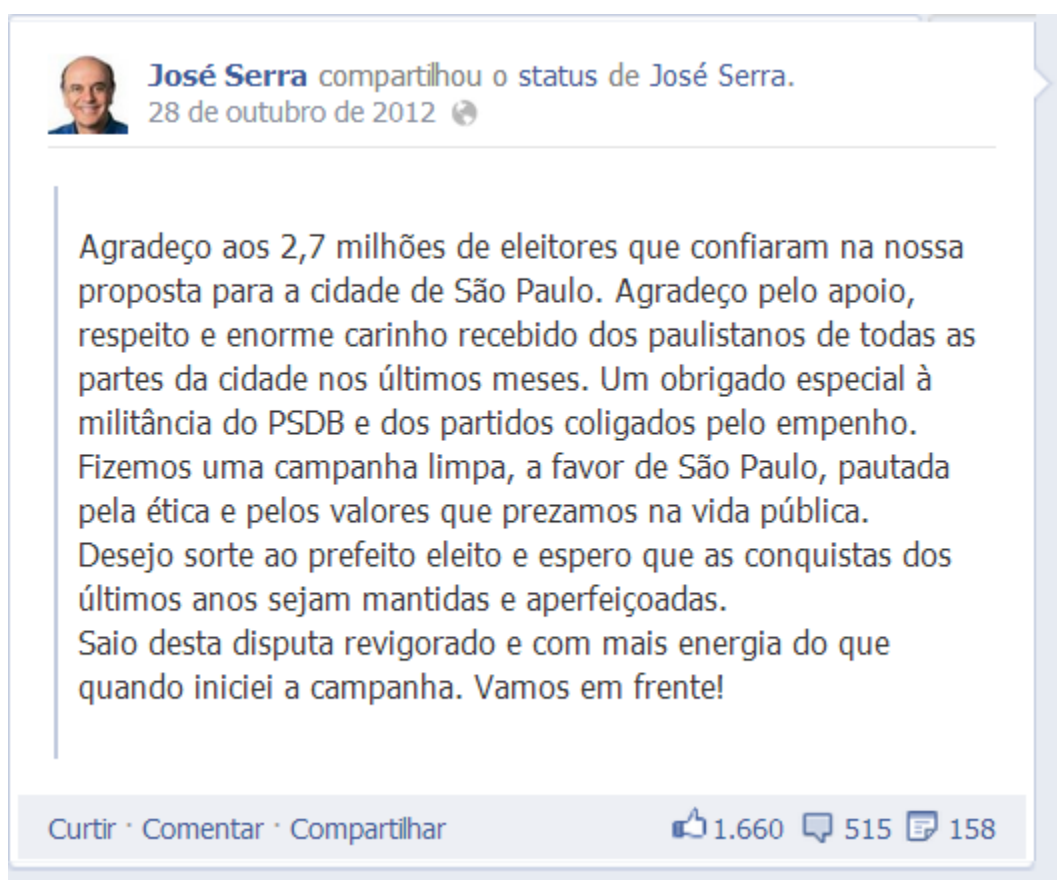 José Serra compartilhou o status de José Serra.
28 de outubro de 2012
Agradeço aos 2,7 milhões de eleitores que confiaram na nossa
proposta para a cidade de São Paulo. Agradeço pelo apoio,
respeito e enorme carinho recebido dos paulistanos de todas as
partes da cidade nos últimos meses. Um obrigado especial à
militância do PSDB e dos partidos coligados pelo empenho.
Fizemos uma campanha limpa, a favor de São Paulo, pautada
pela ética e pelos valores que prezamos na vida pública.
Desejo sorte ao prefeito eleito e espero que as conquistas dos
últimos anos sejam mantidas e aperfeiçoadas.
Saio desta disputa revigorado e com mais energia do que
quando iniciei a campanha. Vamos em frente!
Curtir · Comentar · Compartilhar 1.660 515 158